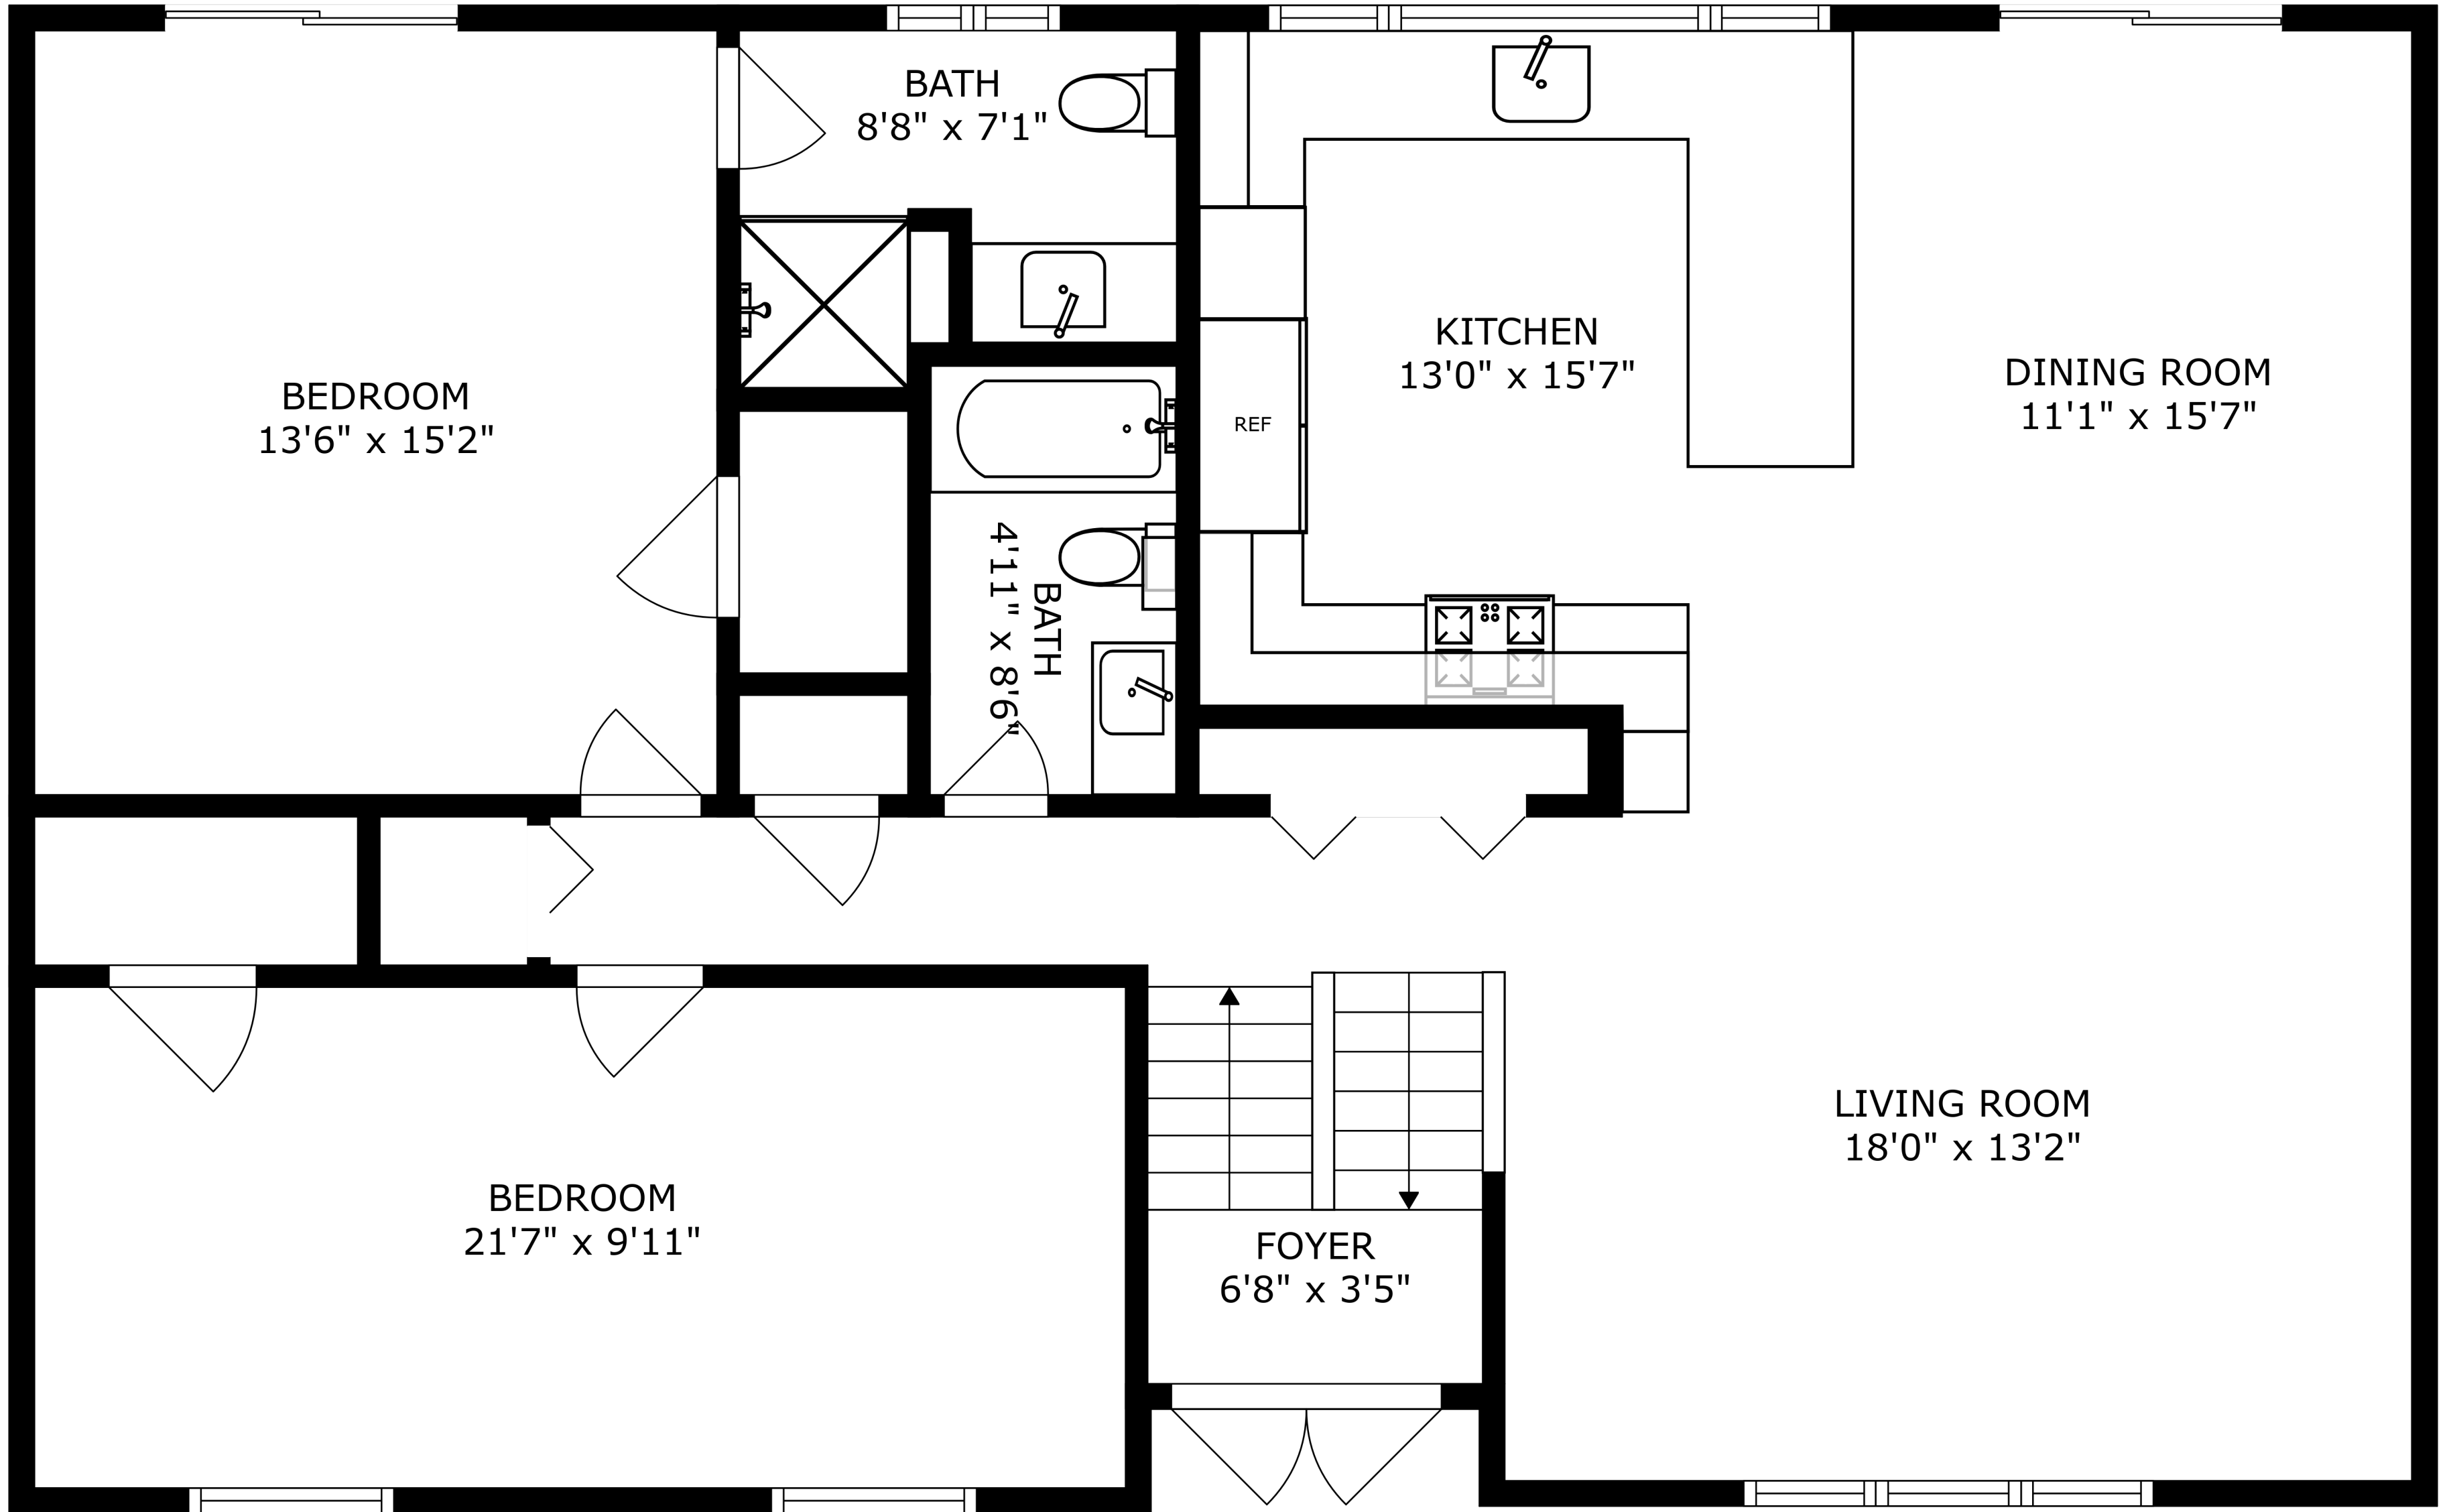 BATH
8'8" x 7'1"
KITCHEN
13'0" x 15'7"
DINING ROOM
11'1" x 15'7"
BEDROOM
13'6" x 15'2"
REF
BATH
4'11" x 8'6"
LIVING ROOM
18'0" x 13'2"
BEDROOM
21'7" x 9'11"
FOYER
6'8" x 3'5"